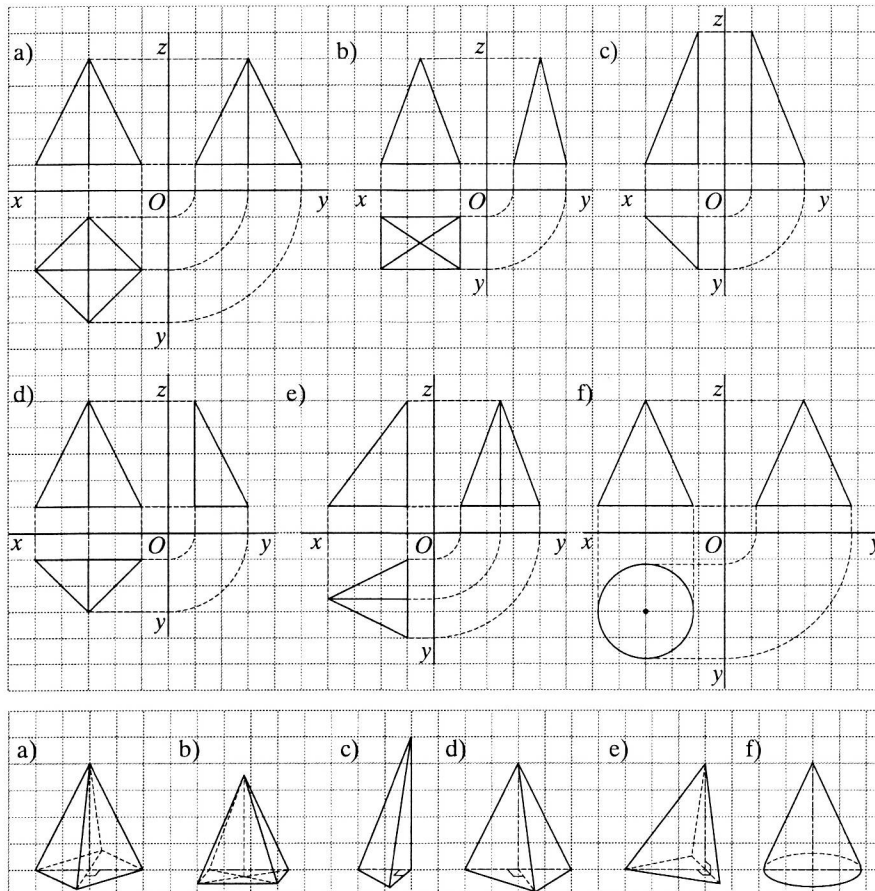 a) z b) z c) z
x O y x O y x O y
y y y
d) z e) z f) z
x O y x O y x O y
y y y
a) b) c) d) e) f)